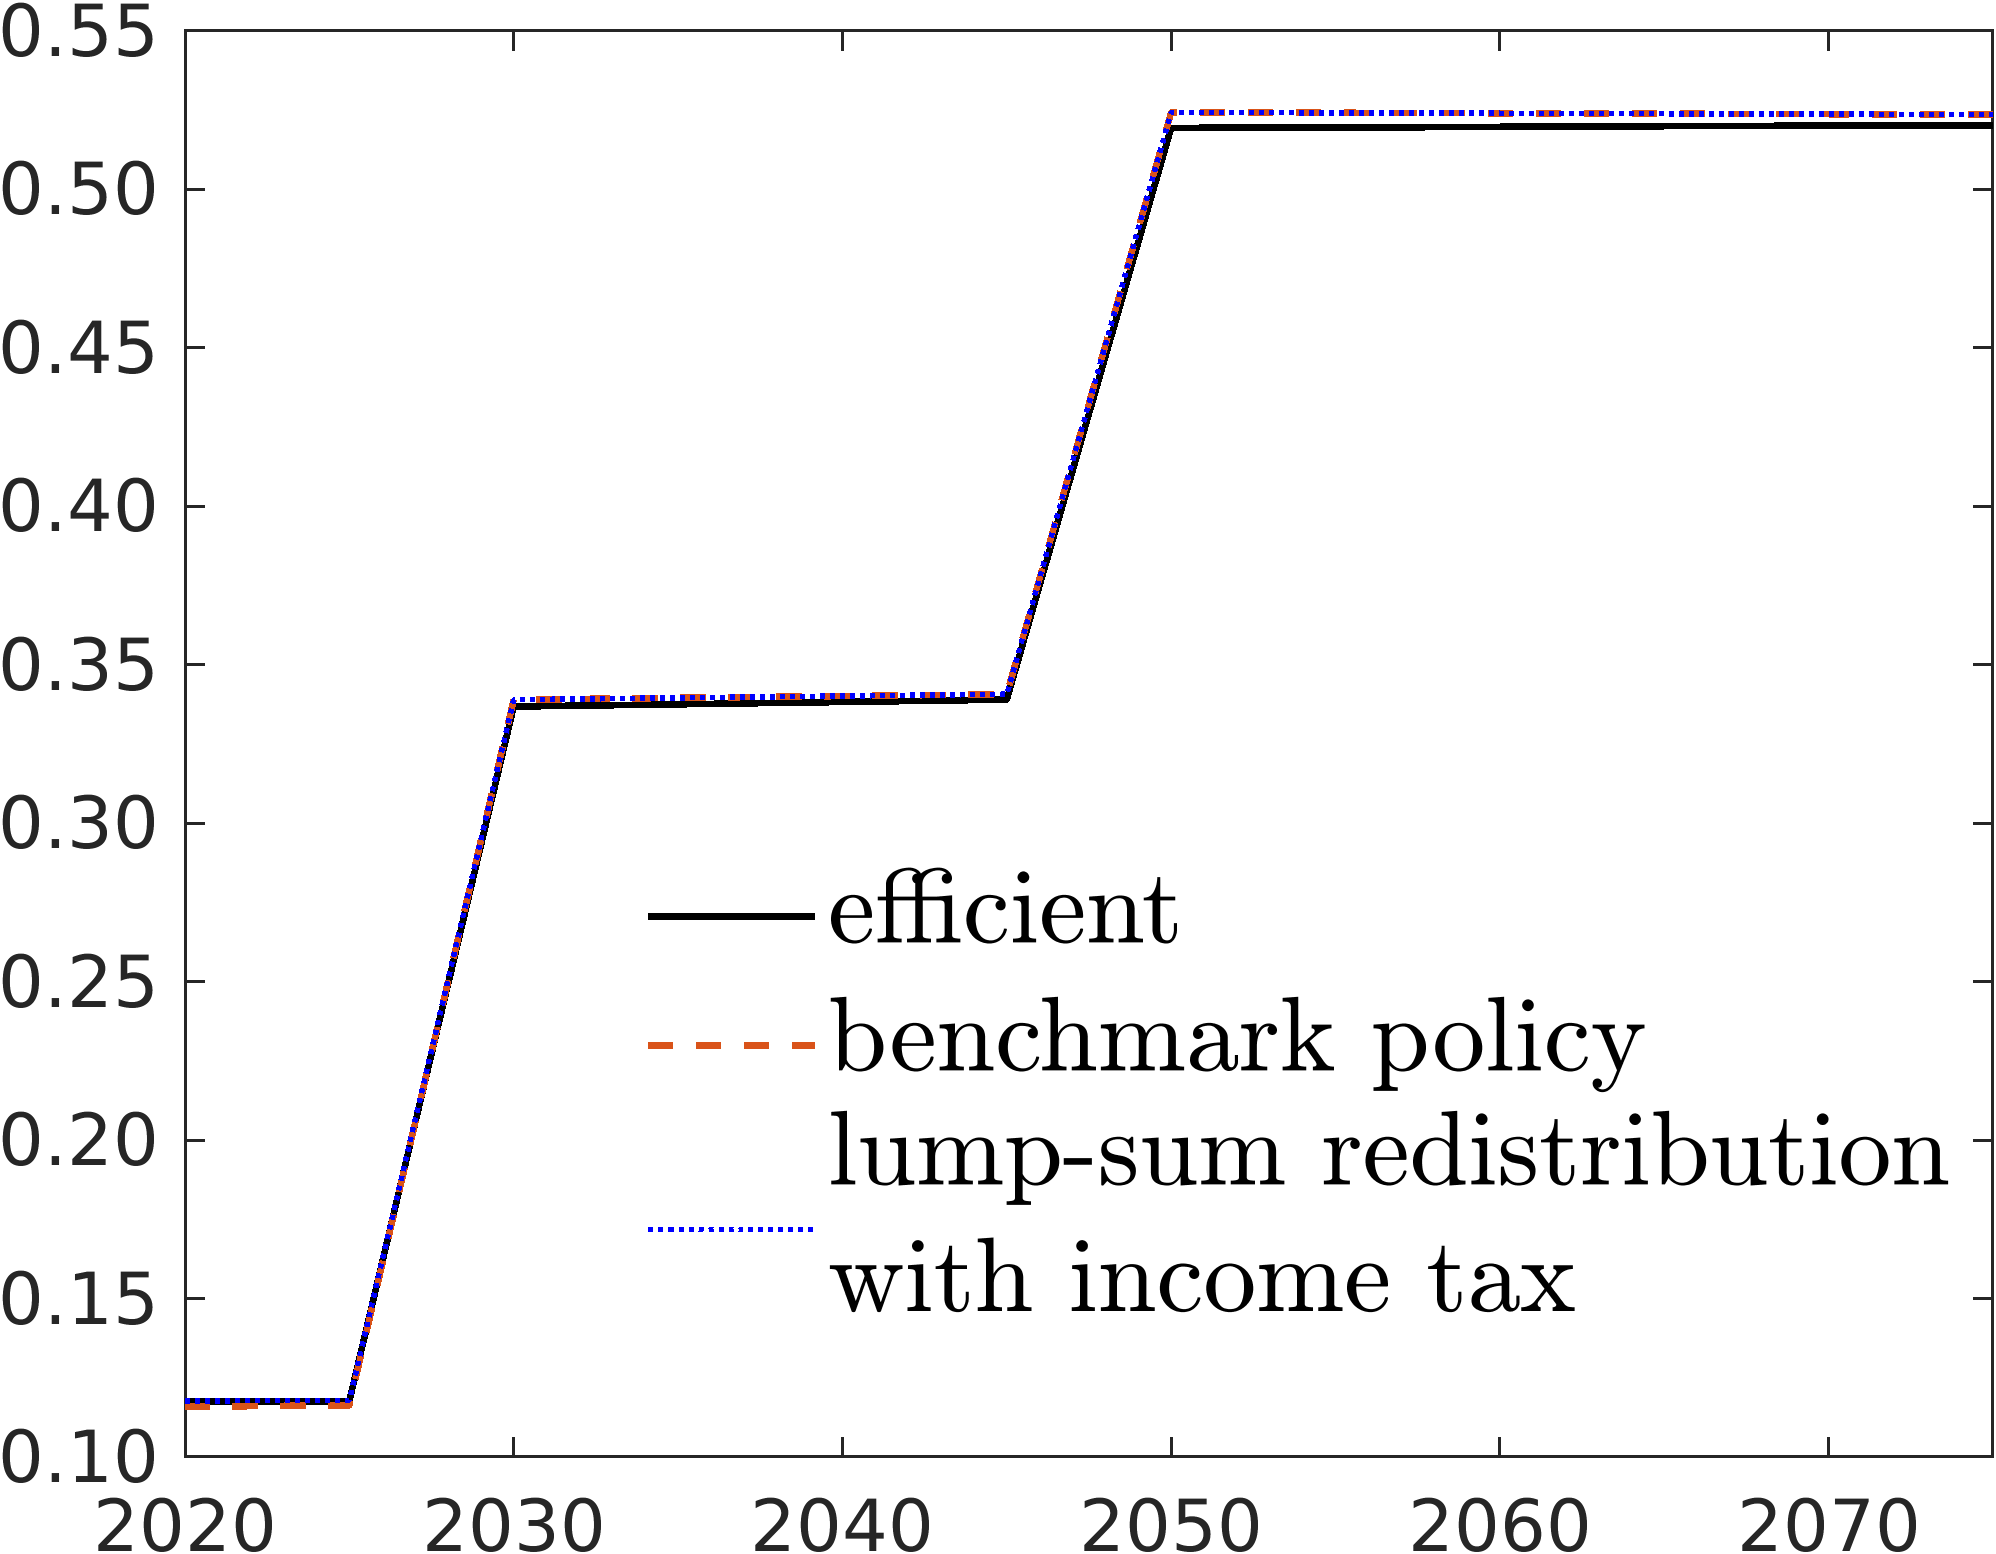 0.55
0.50
0.45
0.40
0.35
0.30
0.25
0.20
0.15
0.10
efficient
benchmark policy
lump-sum redistribution
with income tax
2020 2030 2040 2050 2060 2070